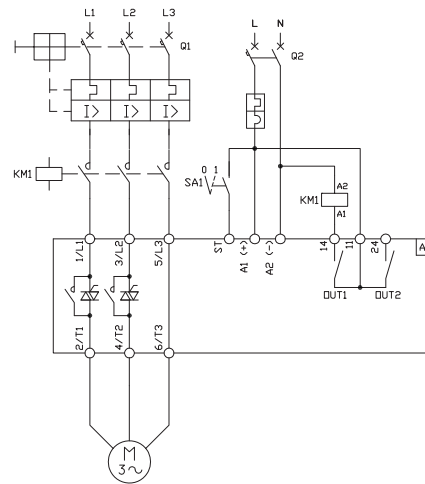 L1 L2 L3 L N
Q1 Q2
I> I> I>
0 1
KM1 SA1 A2
KM1
A1
1/L1 3/L2 5/L3 ST A1 (+) A2 (-) 14 11 24 A
OUT1 OUT2
2/T1 4/T2 6/T3
M
3~